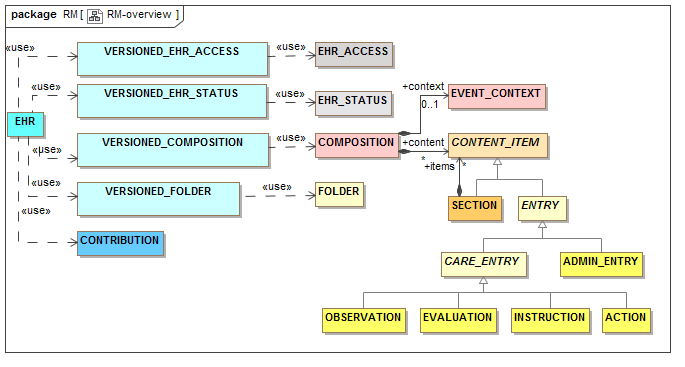 package RM [ RM-overview ]
«use»
VERSIONED_EHR_ACCESS
«use»
EHR_ACCESS
«use»
VERSIONED_EHR_STATUS
«use»
EHR_STATUS
+context
0..1
EVENT_CONTEXT
EHR
«use»
VERSIONED_COMPOSITION
«use»
COMPOSITION
+content
*
CONTENT_ITEM
+items
*
«use»
VERSIONED_FOLDER
«use»
FOLDER
SECTION
ENTRY
«use»
CONTRIBUTION
CARE_ENTRY
ADMIN_ENTRY
OBSERVATION
EVALUATION
INSTRUCTION
ACTION